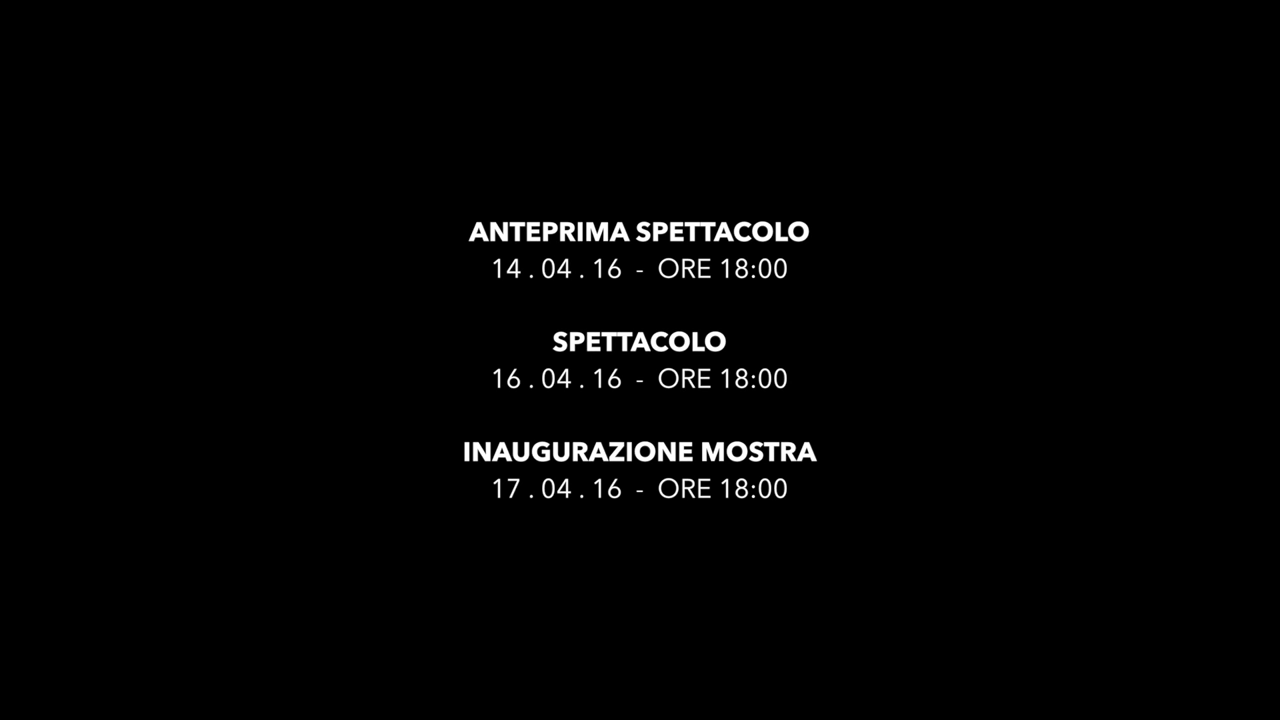 ANTEPRIMA SPETTACOLO
14 . 04 . 16 - ORE 18:00
SPETTACOLO
16 . 04 . 16 - ORE 18:00
INAUGURAZIONE MOSTRA
17 . 04 . 16 - ORE 18:00